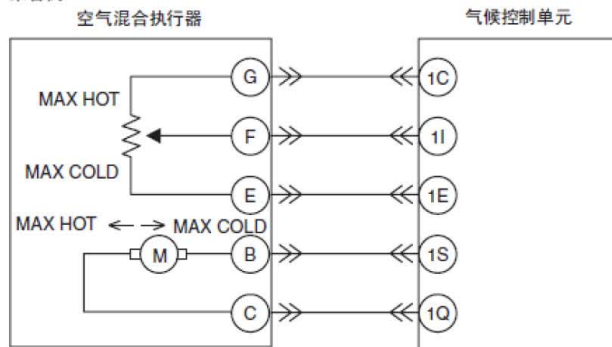 空气混合执行器 气候控制单元
G 1C
MAX HOT
F 1I
MAX COLD
E 1E
MAX HOT MAX COLD
M B 1S
C 1Q